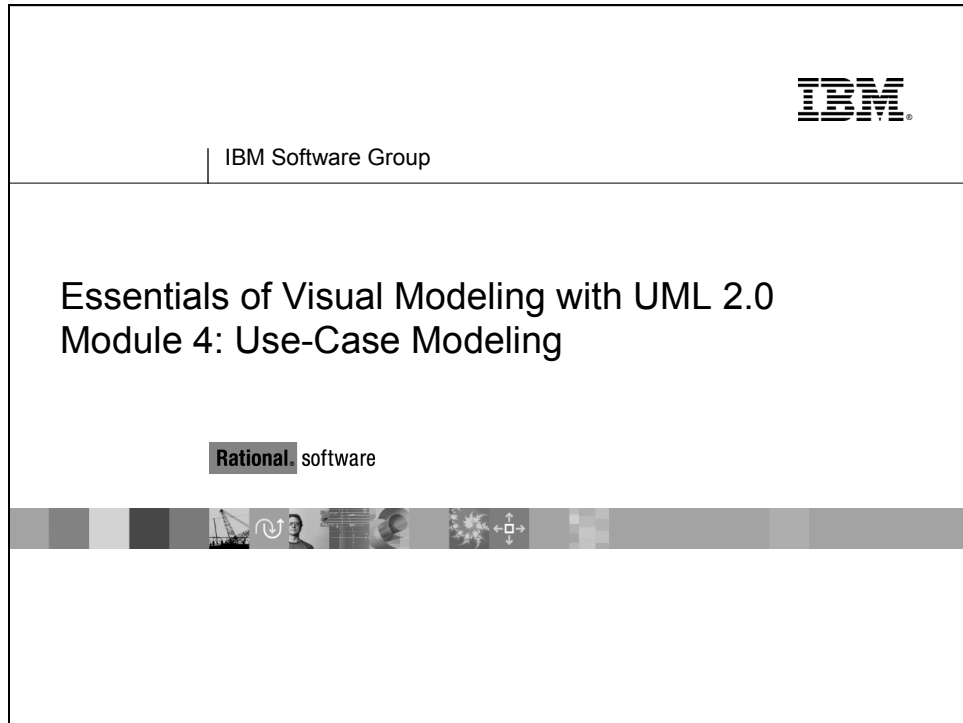 IBM®
IBM Software Group
Essentials of Visual Modeling with UML 2.0
Module 4: Use-Case Modeling
Rational® software